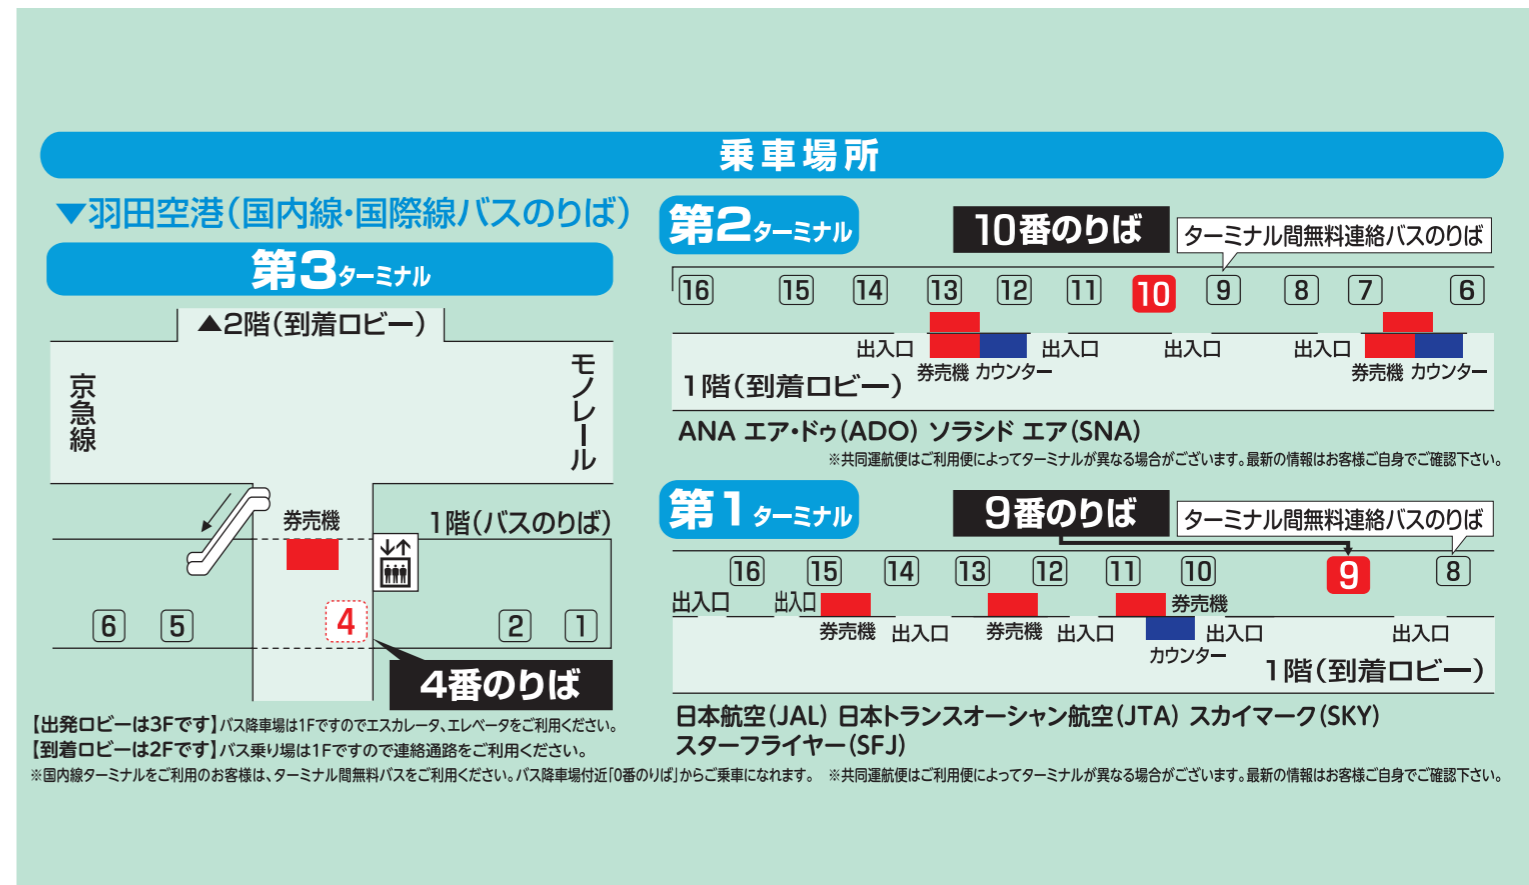 乗車場所
▼羽田空港(国内線・国際線バスのりば)
第3ターミナル
▲2階(到着ロビー)
京急線
モノレール
券売機
1階(バスのりば)
6
5
4
2
1
4番のりば
【出発ロビーは3Fです】バス降車場は1Fですのでエスカレータ、エレベータをご利用ください。
【到着ロビーは2Fです】バス乗り場は1Fですので連絡通路をご利用ください。
※国内線ターミナルをご利用のお客様は、ターミナル間無料バスをご利用ください。バス降車場付近「0番のりば」からご乗車になれます。
第2ターミナル
10番のりば
ターミナル間無料連絡バスのりば
16
15
14
13
12
11
10
9
8
7
6
出入口
出入口
出入口
出入口
券売機
カウンター
券売機
カウンター
1階(到着ロビー)
ANA エア・ドゥ(ADO) ソラシド エア(SNA)
※共同運航便はご利用便によってターミナルが異なる場合がございます。最新の情報はお客様ご自身でご確認下さい。
第1ターミナル
9番のりば
ターミナル間無料連絡バスのりば
16
15
14
13
12
11
10
9
8
出入口
出入口
券売機
券売機
出入口
券売機
出入口
カウンター
出入口
出入口
1階(到着ロビー)
日本航空(JAL) 日本トランスオーシャン航空(JTA) スカイマーク(SKY)
スターフライヤー(SFJ)
※共同運航便はご利用便によってターミナルが異なる場合がございます。最新の情報はお客様ご自身でご確認下さい。